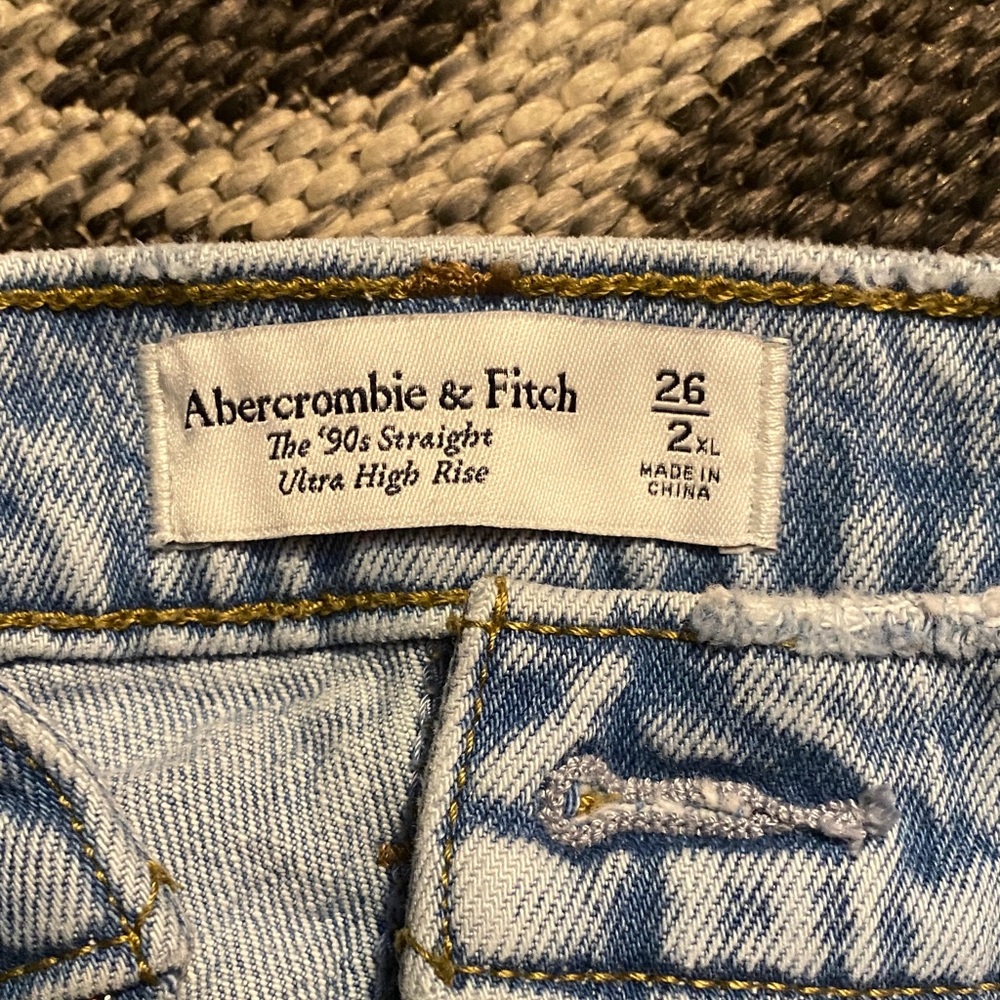 Abercrombie & Fitch
The '90s Straight
Ultra High Rise
26
2XL
MADE IN
CHINA